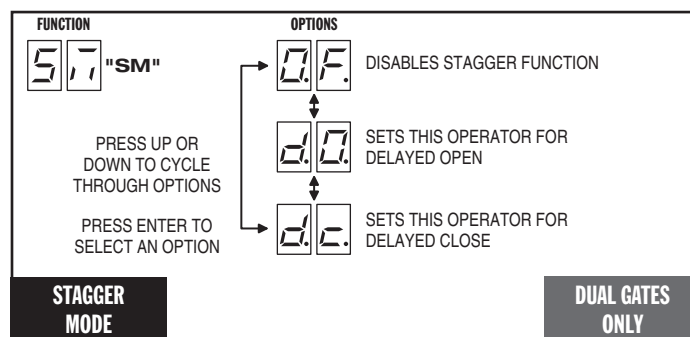 FUNCTION
OPTIONS
SM "SM"
O.F. DISABLES STAGGER FUNCTION
PRESS UP OR
DOWN TO CYCLE
THROUGH OPTIONS
d.O. SETS THIS OPERATOR FOR
DELAYED OPEN
PRESS ENTER TO
SELECT AN OPTION
d.c. SETS THIS OPERATOR FOR
DELAYED CLOSE
STAGGER
MODE
DUAL GATES
ONLY